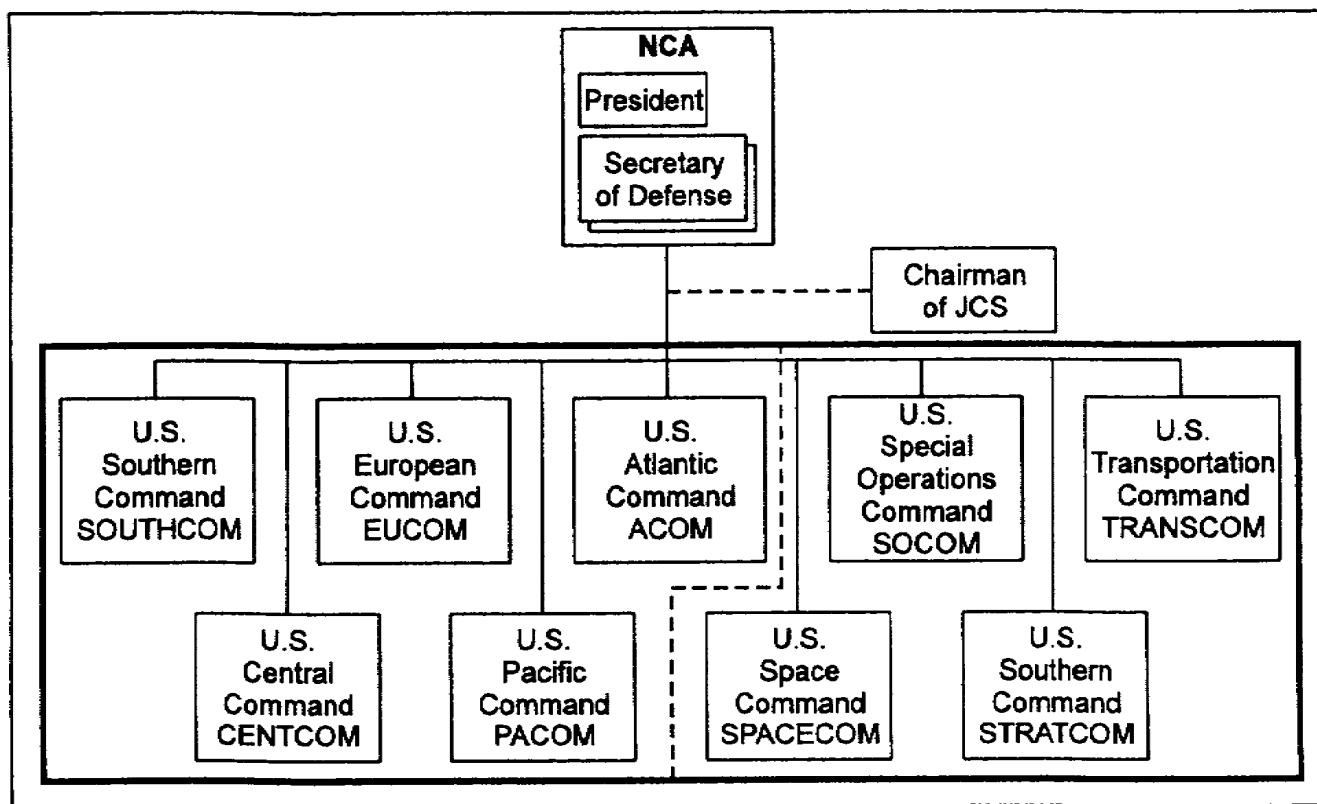 NCA
President
Secretary
of Defense
Chairman
of JCS
U.S.
Southern
Command
SOUTHCOM
U.S.
European
Command
EUCOM
U.S.
Atlantic
Command
ACOM
U.S.
Special
Operations
Command
SOCOM
U.S.
Transportation
Command
TRANSCOM
U.S.
Central
Command
CENTCOM
U.S.
Pacific
Command
PACOM
U.S.
Space
Command
SPACECOM
U.S.
Southern
Command
STRATCOM